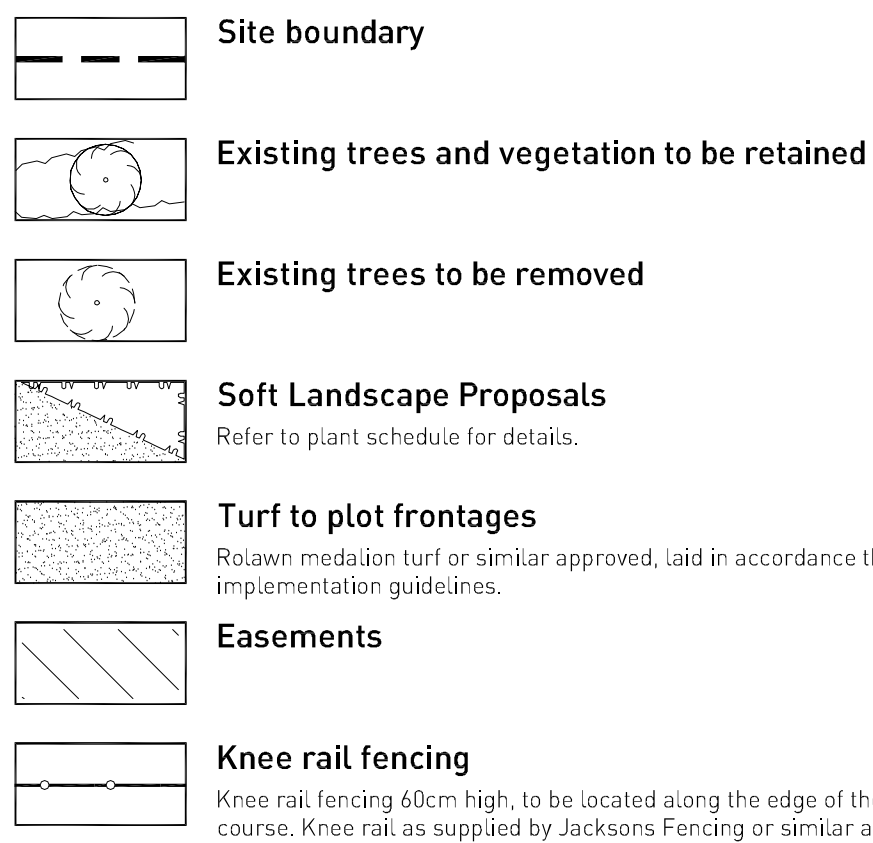 Site boundary
Existing trees and vegetation to be retained
Existing trees to be removed
Soft Landscape Proposals
Refer to plant schedule for details.
Turf to plot frontages
Rolawn medalion turf or similar approved, laid in accordance
implementation guidelines.
Easements
Knee rail fencing
Knee rail fencing 60cm high, to be located along the edge of
course. Knee rail as supplied by Jacksons Fencing or similar